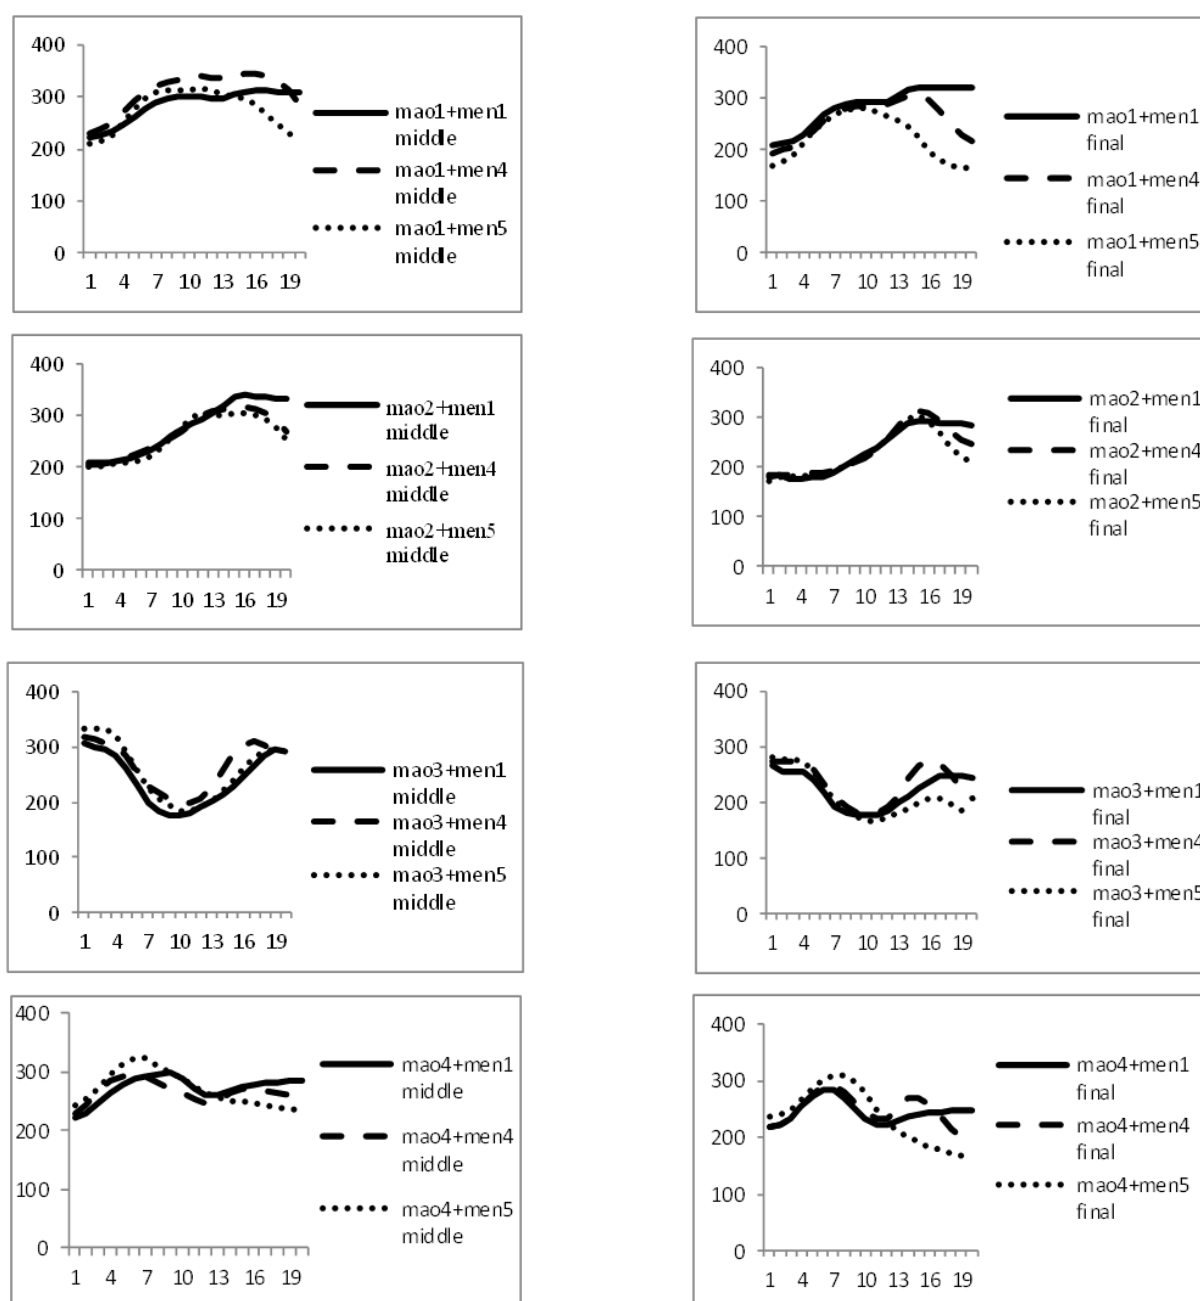 400
300
200
100
0
1 4 7 10 13 16 19
mao1+men1
middle
mao1+men4
middle
mao1+men5
middle
400
300
200
100
0
1 4 7 10 13 16 19
mao1+men1
final
mao1+men4
final
mao1+men5
final
400
300
200
100
0
1 4 7 10 13 16 19
mao2+men1
middle
mao2+men4
middle
mao2+men5
middle
400
300
200
100
0
1 4 7 10 13 16 19
mao2+men1
final
mao2+men4
final
mao2+men5
final
400
300
200
100
0
1 4 7 10 13 16 19
mao3+men1
middle
mao3+men4
middle
mao3+men5
middle
400
300
200
100
0
1 4 7 10 13 16 19
mao3+men1
final
mao3+men4
final
mao3+men5
final
400
300
200
100
0
1 4 7 10 13 16 19
mao4+men1
middle
mao4+men4
middle
mao4+men5
middle
400
300
200
100
0
1 4 7 10 13 16 19
mao4+men1
final
mao4+men4
final
mao4+men5
final